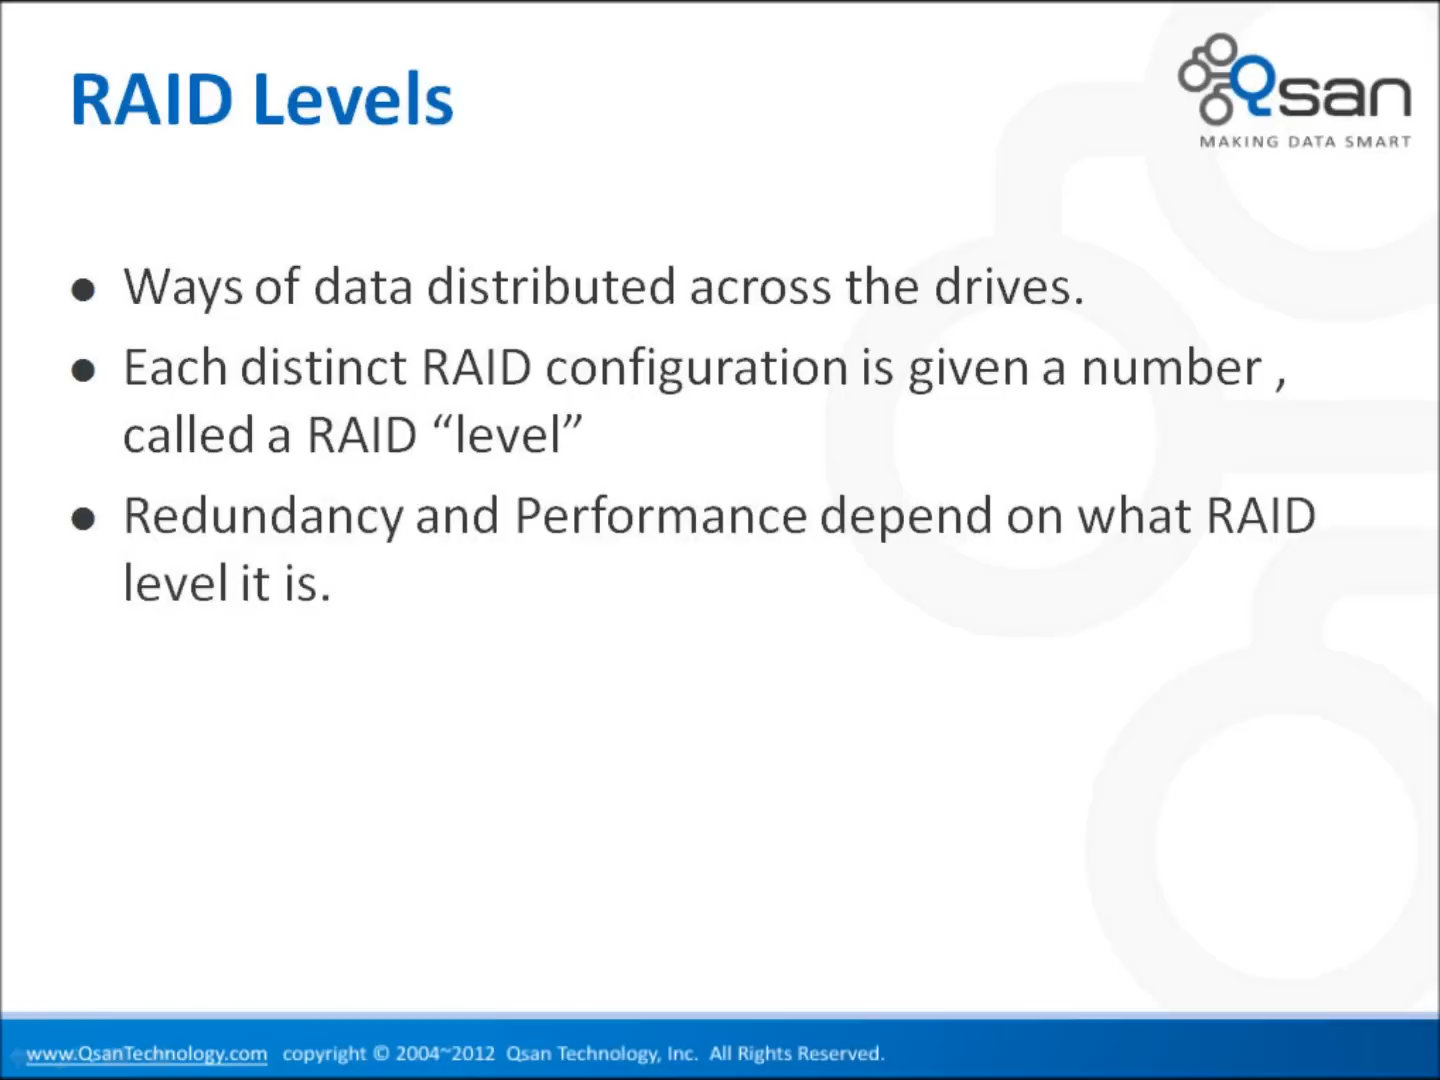 RAID Levels
Qsan
MAKING DATA SMART
● Ways of data distributed across the drives.
● Each distinct RAID configuration is given a number ,
called a RAID “level”
● Redundancy and Performance depend on what RAID
level it is.
www.QsanTechnology.com copyright © 2004~2012 Qsan Technology, Inc. All Rights Reserved.